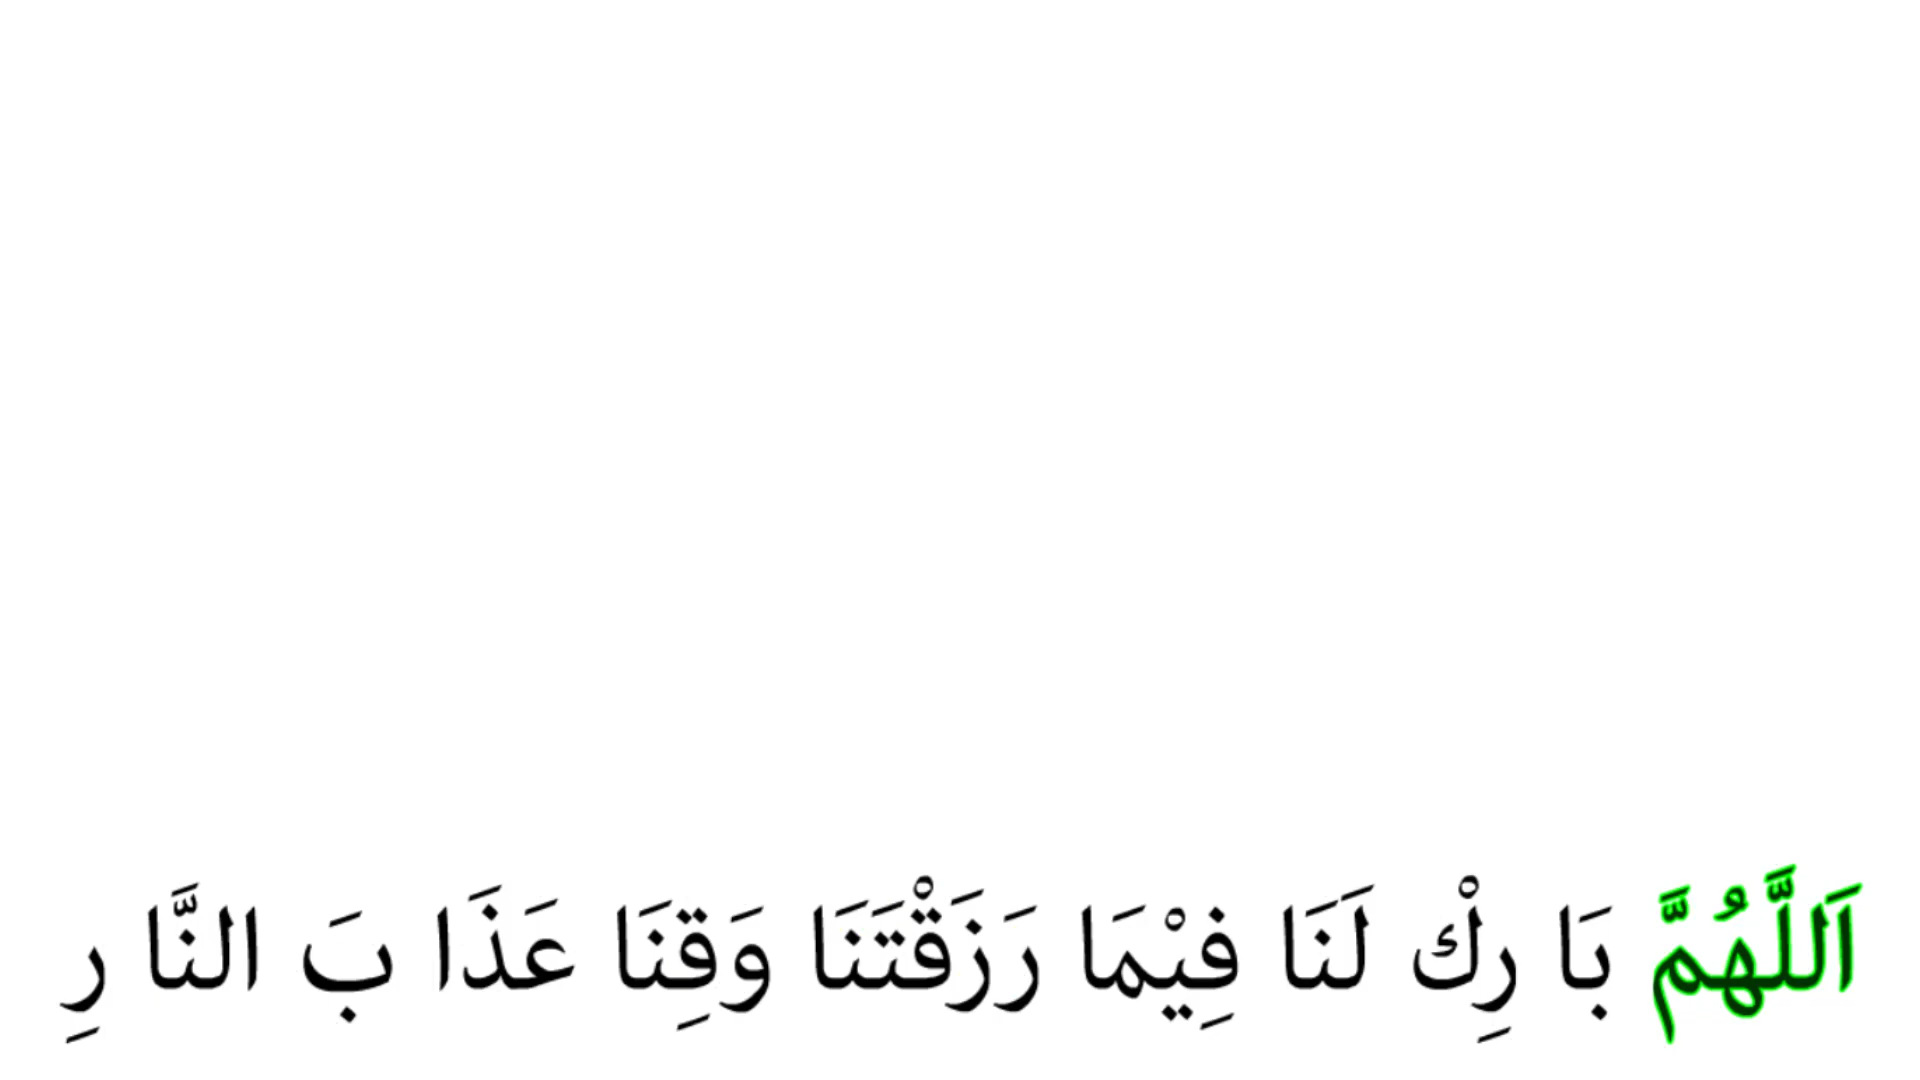 اَللَّهُمَّ بَا رِكْ لَنَا فِيْمَا رَزَقْتَنَا وَقِنَا عَذَا بَ النَّا رِ